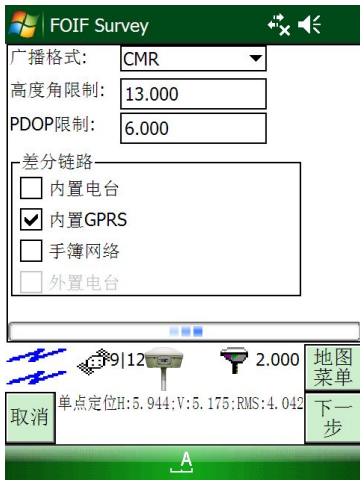 FOIF Survey
广播格式: CMR
高度角限制: 13.000
PDOP限制: 6.000
差分链路
内置电台
内置GPRS
手簿网络
外置电台
9|12 2.000 地图菜单
取消 单点定位H:5.944;V:5.175;RMS:4.042 下一步
A